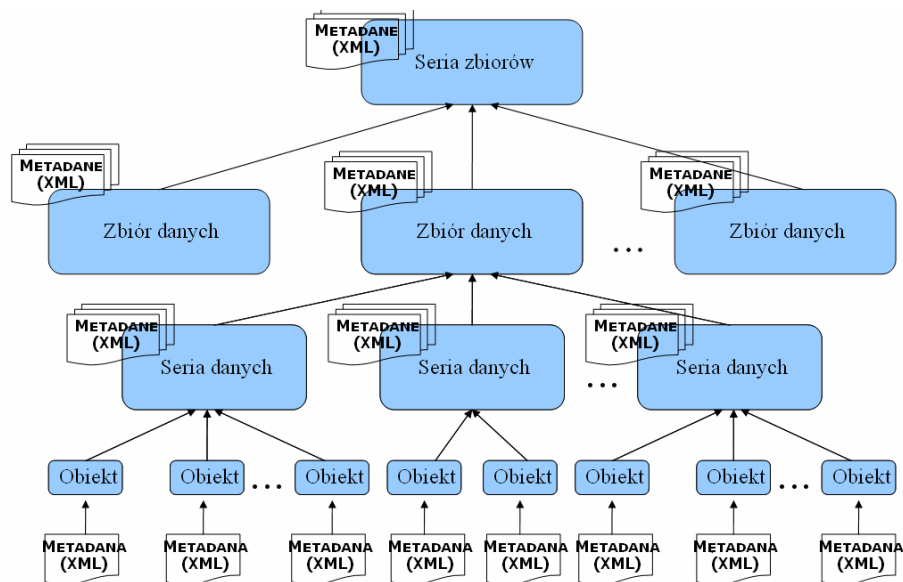 METADANE
(XML)
Seria zbiorów
METADANE
(XML)
METADANE
(XML)
METADANE
(XML)
Zbiór danych
Zbiór danych
...
Zbiór danych
METADANE
(XML)
METADANE
(XML)
METADANE
(XML)
Seria danych
Seria danych
...
Seria danych
Obiekt
Obiekt
...
Obiekt
Obiekt
Obiekt
Obiekt
Obiekt
...
Obiekt
METADANA
(XML)
METADANA
(XML)
METADANA
(XML)
METADANA
(XML)
METADANA
(XML)
METADANA
(XML)
METADANA
(XML)
METADANA
(XML)